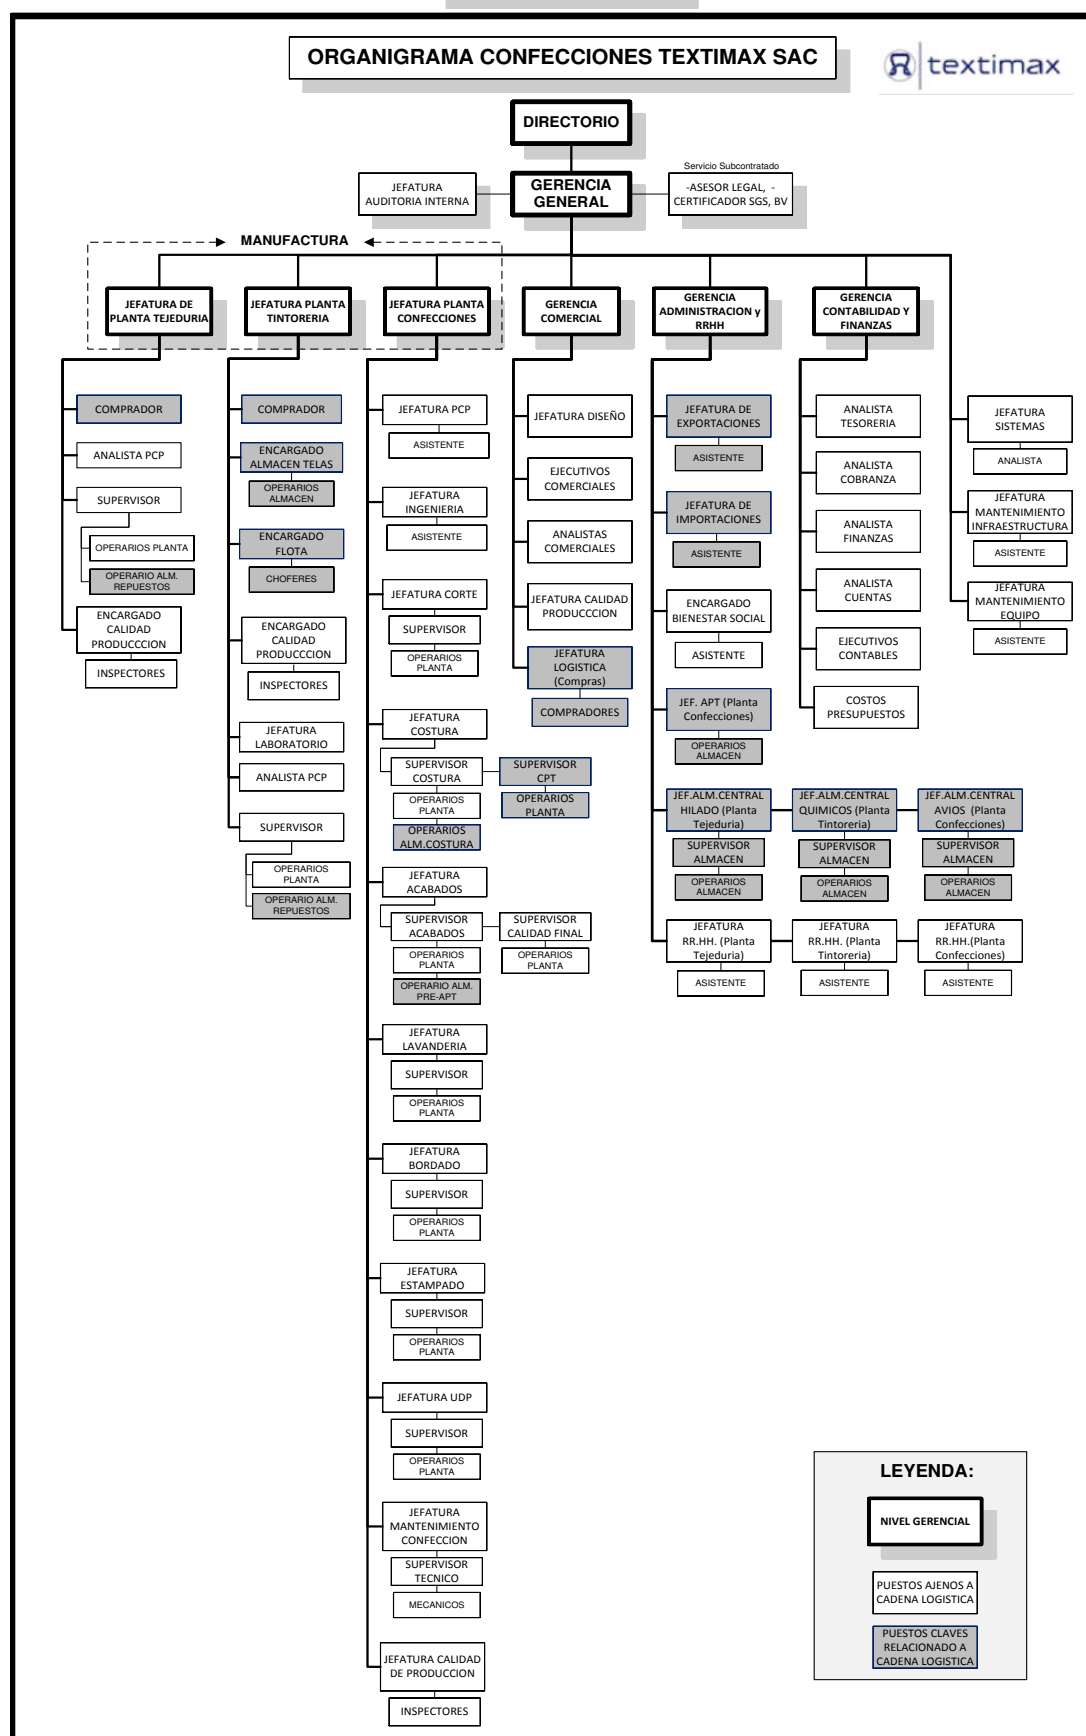 ORGANIGRAMA CONFECCIONES TEXTIMAX SAC
textimax
DIRECTORIO
JEFATURA
AUDITORIA INTERNA
GERENCIA
GENERAL
Servicio Subcontratado
-ASESOR LEGAL, -
CERTIFICADOR SGS, BV
MANUFACTURA
JEFATURA DE
PLANTA TEJEDURIA
JEFATURA PLANTA
TINTORERIA
JEFATURA PLANTA
CONFECCIONES
GERENCIA
COMERCIAL
GERENCIA
ADMINISTRACION y
RRHH
GERENCIA
CONTABILIDAD Y
FINANZAS
COMPRADOR
ANALISTA PCP
SUPERVISOR
OPERARIOS PLANTA
OPERARIO ALM.
REPUESTOS
ENCARGADO
CALIDAD
PRODUCCCION
INSPECTORES
COMPRADOR
ENCARGADO
ALMACEN TELAS
OPERARIOS
ALMACEN
ENCARGADO
FLOTA
CHOFERES
ENCARGADO
CALIDAD
PRODUCCCION
INSPECTORES
JEFATURA
LABORATORIO
ANALISTA PCP
SUPERVISOR
OPERARIOS
PLANTA
OPERARIO ALM.
REPUESTOS
JEFATURA PCP
ASISTENTE
JEFATURA
INGENIERIA
ASISTENTE
JEFATURA CORTE
SUPERVISOR
OPERARIOS
PLANTA
JEFATURA
COSTURA
SUPERVISOR
COSTURA
SUPERVISOR
CPT
OPERARIOS
PLANTA
OPERARIOS
PLANTA
OPERARIOS
ALM.COSTURA
JEFATURA
ACABADOS
SUPERVISOR
ACABADOS
SUPERVISOR
CALIDAD FINAL
OPERARIOS
PLANTA
OPERARIOS
PLANTA
OPERARIO ALM.
PRE-APT
JEFATURA
LAVANDERIA
SUPERVISOR
OPERARIOS
PLANTA
JEFATURA
BORDADO
SUPERVISOR
OPERARIOS
PLANTA
JEFATURA
ESTAMPADO
SUPERVISOR
OPERARIOS
PLANTA
JEFATURA UDP
SUPERVISOR
OPERARIOS
PLANTA
JEFATURA
MANTENIMIENTO
CONFECCION
SUPERVISOR
TECNICO
MECANICOS
JEFATURA CALIDAD
DE PRODUCCION
INSPECTORES
JEFATURA DISEÑO
EJECUTIVOS
COMERCIALES
ANALISTAS
COMERCIALES
JEFATURA CALIDAD
PRODUCCCION
JEFATURA
LOGISTICA
(Compras)
COMPRADORES
JEFATURA DE
EXPORTACIONES
ASISTENTE
JEFATURA DE
IMPORTACIONES
ASISTENTE
ENCARGADO
BIENESTAR SOCIAL
ASISTENTE
JEF. APT (Planta
Confecciones)
OPERARIOS
ALMACEN
JEF.ALM.CENTRAL
HILADO (Planta
Tejeduria)
SUPERVISOR
ALMACEN
OPERARIOS
ALMACEN
JEF.ALM.CENTRAL
QUIMICOS (Planta
Tintoreria)
SUPERVISOR
ALMACEN
OPERARIOS
ALMACEN
JEF.ALM.CENTRAL
AVIOS (Planta
Confecciones)
SUPERVISOR
ALMACEN
OPERARIOS
ALMACEN
JEFATURA
RR.HH. (Planta
Tejeduria)
ASISTENTE
JEFATURA
RR.HH. (Planta
Tintoreria)
ASISTENTE
JEFATURA
RR.HH.(Planta
Confecciones)
ASISTENTE
ANALISTA
TESORERIA
ANALISTA
COBRANZA
ANALISTA
FINANZAS
ANALISTA
CUENTAS
EJECUTIVOS
CONTABLES
COSTOS
PRESUPUESTOS
JEFATURA
SISTEMAS
ANALISTA
JEFATURA
MANTENIMIENTO
INFRAESTRUCTURA
ASISTENTE
JEFATURA
MANTENIMIENTO
EQUIPO
ASISTENTE
LEYENDA:
NIVEL GERENCIAL
PUESTOS AJENOS A
CADENA LOGISTICA
PUESTOS CLAVES
RELACIONADO A
CADENA LOGISTICA